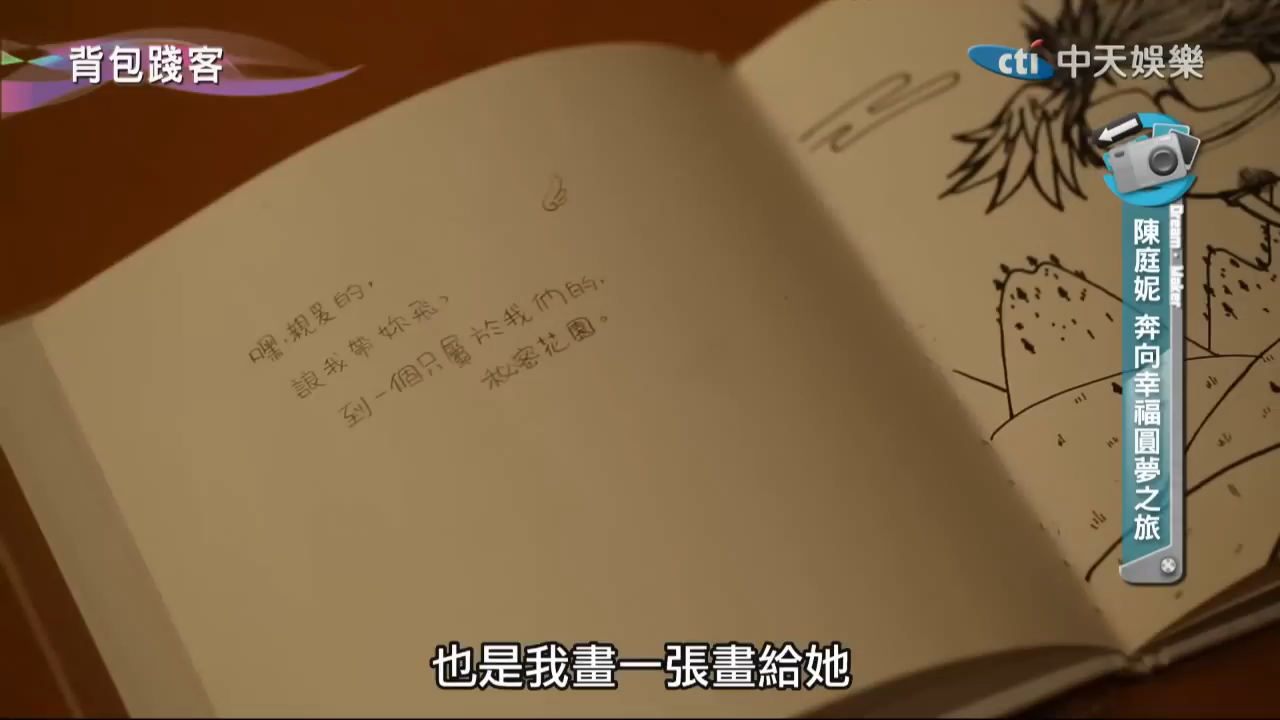 背包踐客
cti 中天娛樂
Dream · Maker
陳庭妮 奔向幸福圓夢之旅
嘿,親愛的,
讓我帶妳飛,
到一個只屬於我們的,
秘密花園。
也是我畫一張畫給她